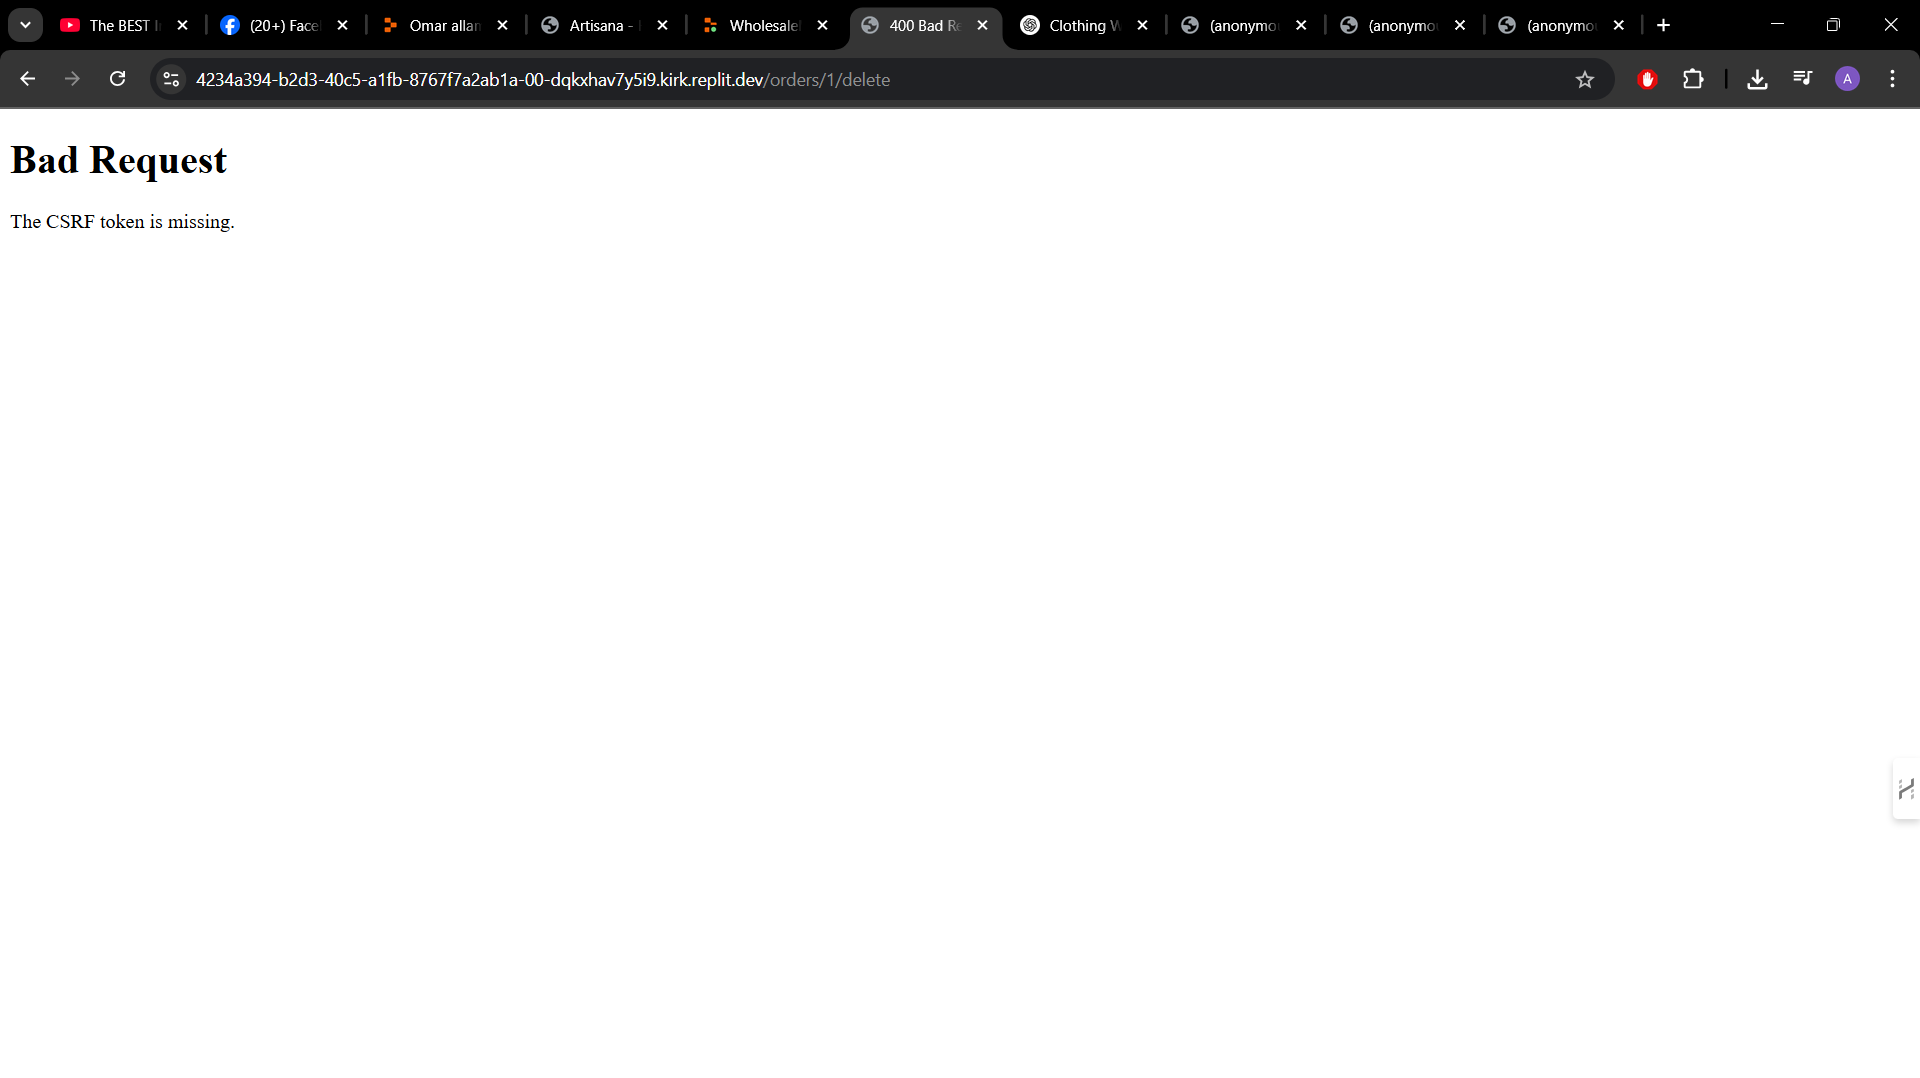 The BEST I
(20+) Face
Omar allan
Artisana -
Wholesale
400 Bad Re
Clothing W
(anonymo
(anonymo
(anonymo
4234a394-b2d3-40c5-a1fb-8767f7a2ab1a-00-dqkxhav7y5i9.kirk.replit.dev/orders/1/delete
A
Bad Request
The CSRF token is missing.